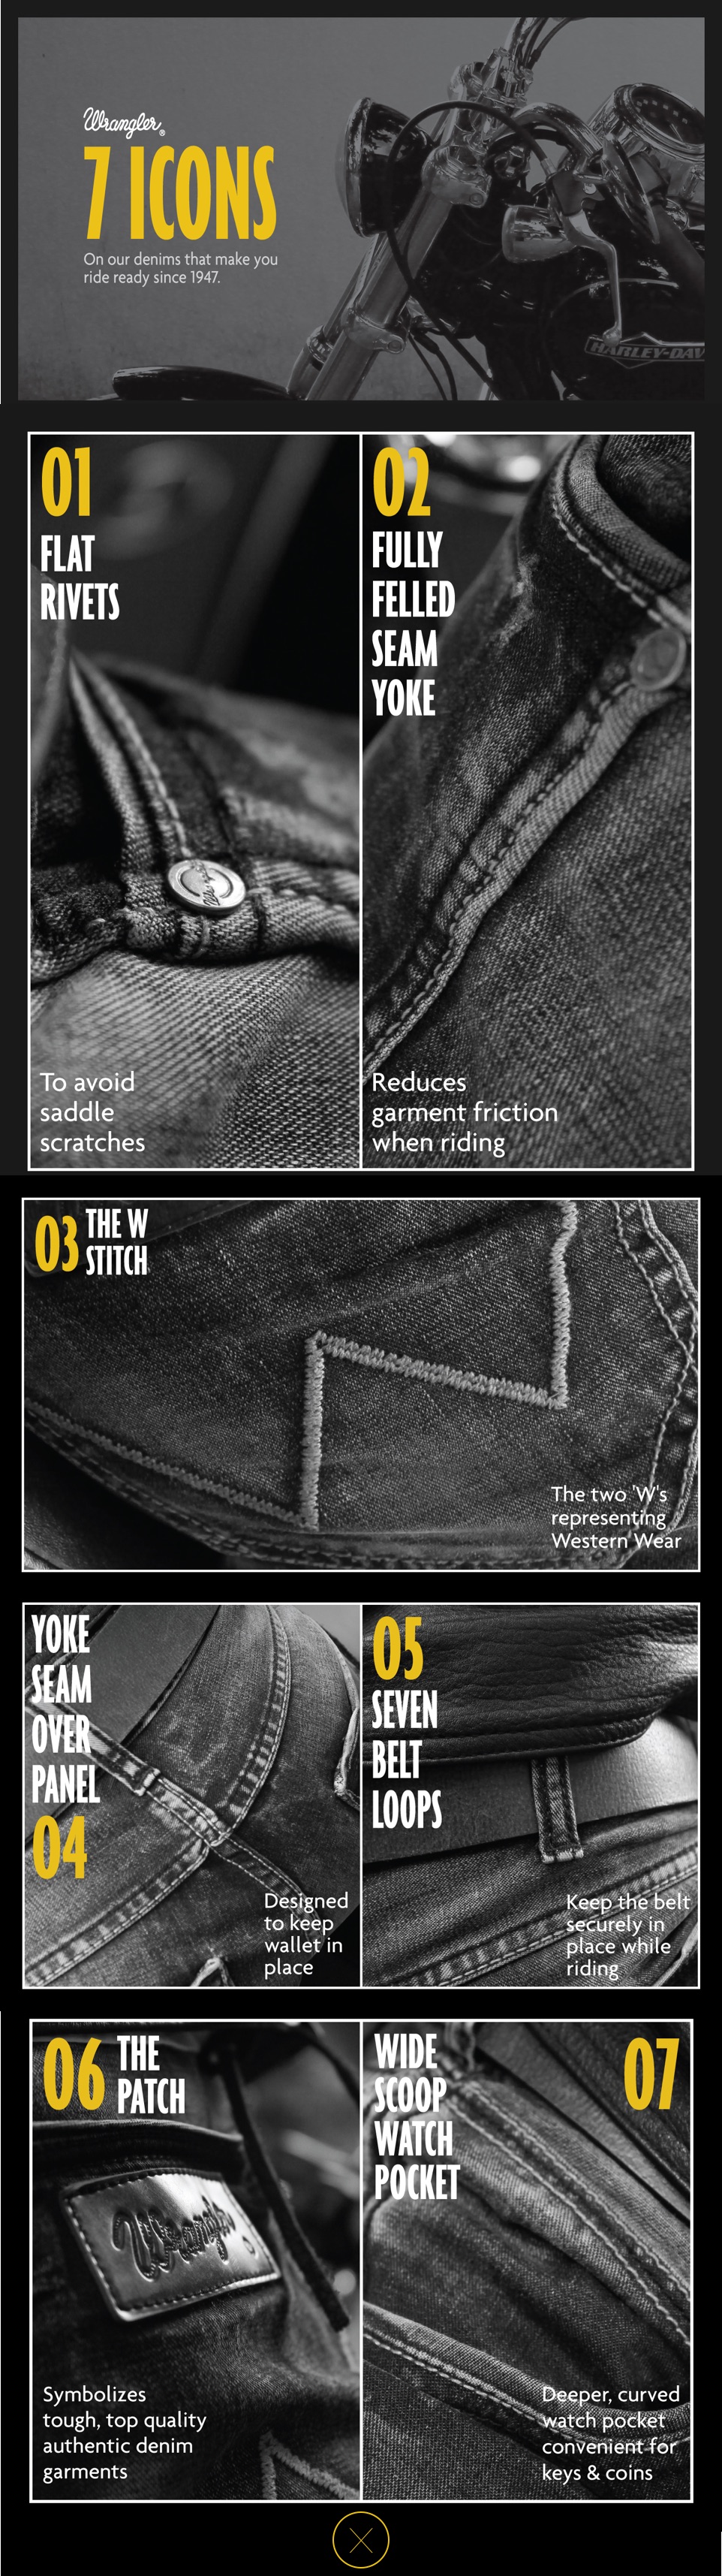 Wrangler®
7 ICONS
On our denims that make you
ride ready since 1947.
HARLEY-DAV
01
FLAT
RIVETS
To avoid
saddle
scratches
02
FULLY
FELLED
SEAM
YOKE
Reduces
garment friction
when riding
03
THE W
STITCH
The two 'W's
representing
Western Wear
YOKE
SEAM
OVER
PANEL
04
Designed
to keep
wallet in
place
05
SEVEN
BELT
LOOPS
Keep the belt
securely in
place while
riding
06
THE
PATCH
Wrangler
Symbolizes
tough, top quality
authentic denim
garments
WIDE
SCOOP
WATCH
POCKET
07
Deeper, curved
watch pocket
convenient for
keys & coins